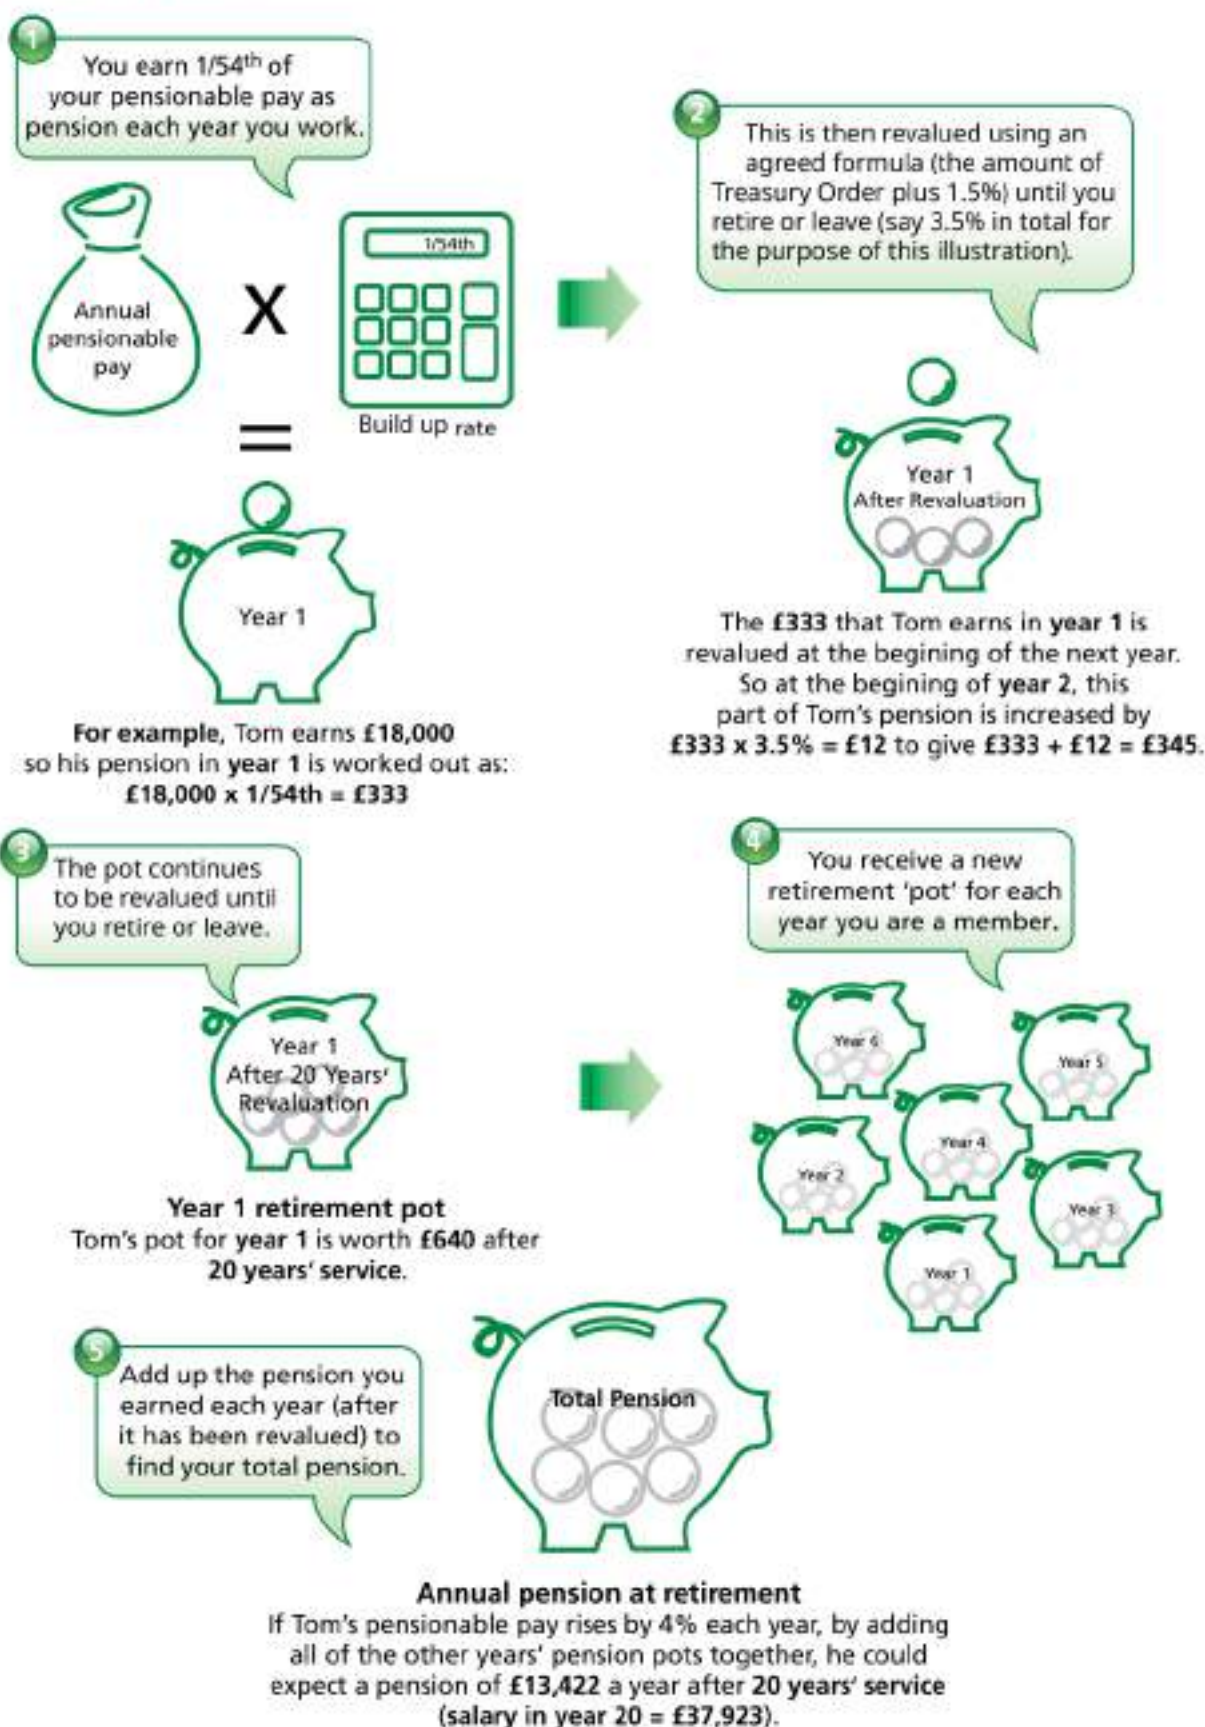 1
You earn 1/54th of
your pensionable pay as
pension each year you work.
Annual
pensionable
pay
X
1/54th
Build up rate
=
Year 1
For example, Tom earns £18,000
so his pension in year 1 is worked out as:
£18,000 x 1/54th = £333
2
This is then revalued using an
agreed formula (the amount of
Treasury Order plus 1.5%) until you
retire or leave (say 3.5% in total for
the purpose of this illustration).
Year 1
After Revaluation
The £333 that Tom earns in year 1 is
revalued at the begining of the next year.
So at the begining of year 2, this
part of Tom's pension is increased by
£333 x 3.5% = £12 to give £333 + £12 = £345.
3
The pot continues
to be revalued until
you retire or leave.
Year 1
After 20 Years'
Revaluation
Year 1 retirement pot
Tom's pot for year 1 is worth £640 after
20 years' service.
4
You receive a new
retirement 'pot' for each
year you are a member.
Year 6
Year 5
Year 4
Year 2
Year 3
Year 1
5
Add up the pension you
earned each year (after
it has been revalued) to
find your total pension.
Total Pension
Annual pension at retirement
If Tom's pensionable pay rises by 4% each year, by adding
all of the other years' pension pots together, he could
expect a pension of £13,422 a year after 20 years' service
(salary in year 20 = £37,923).